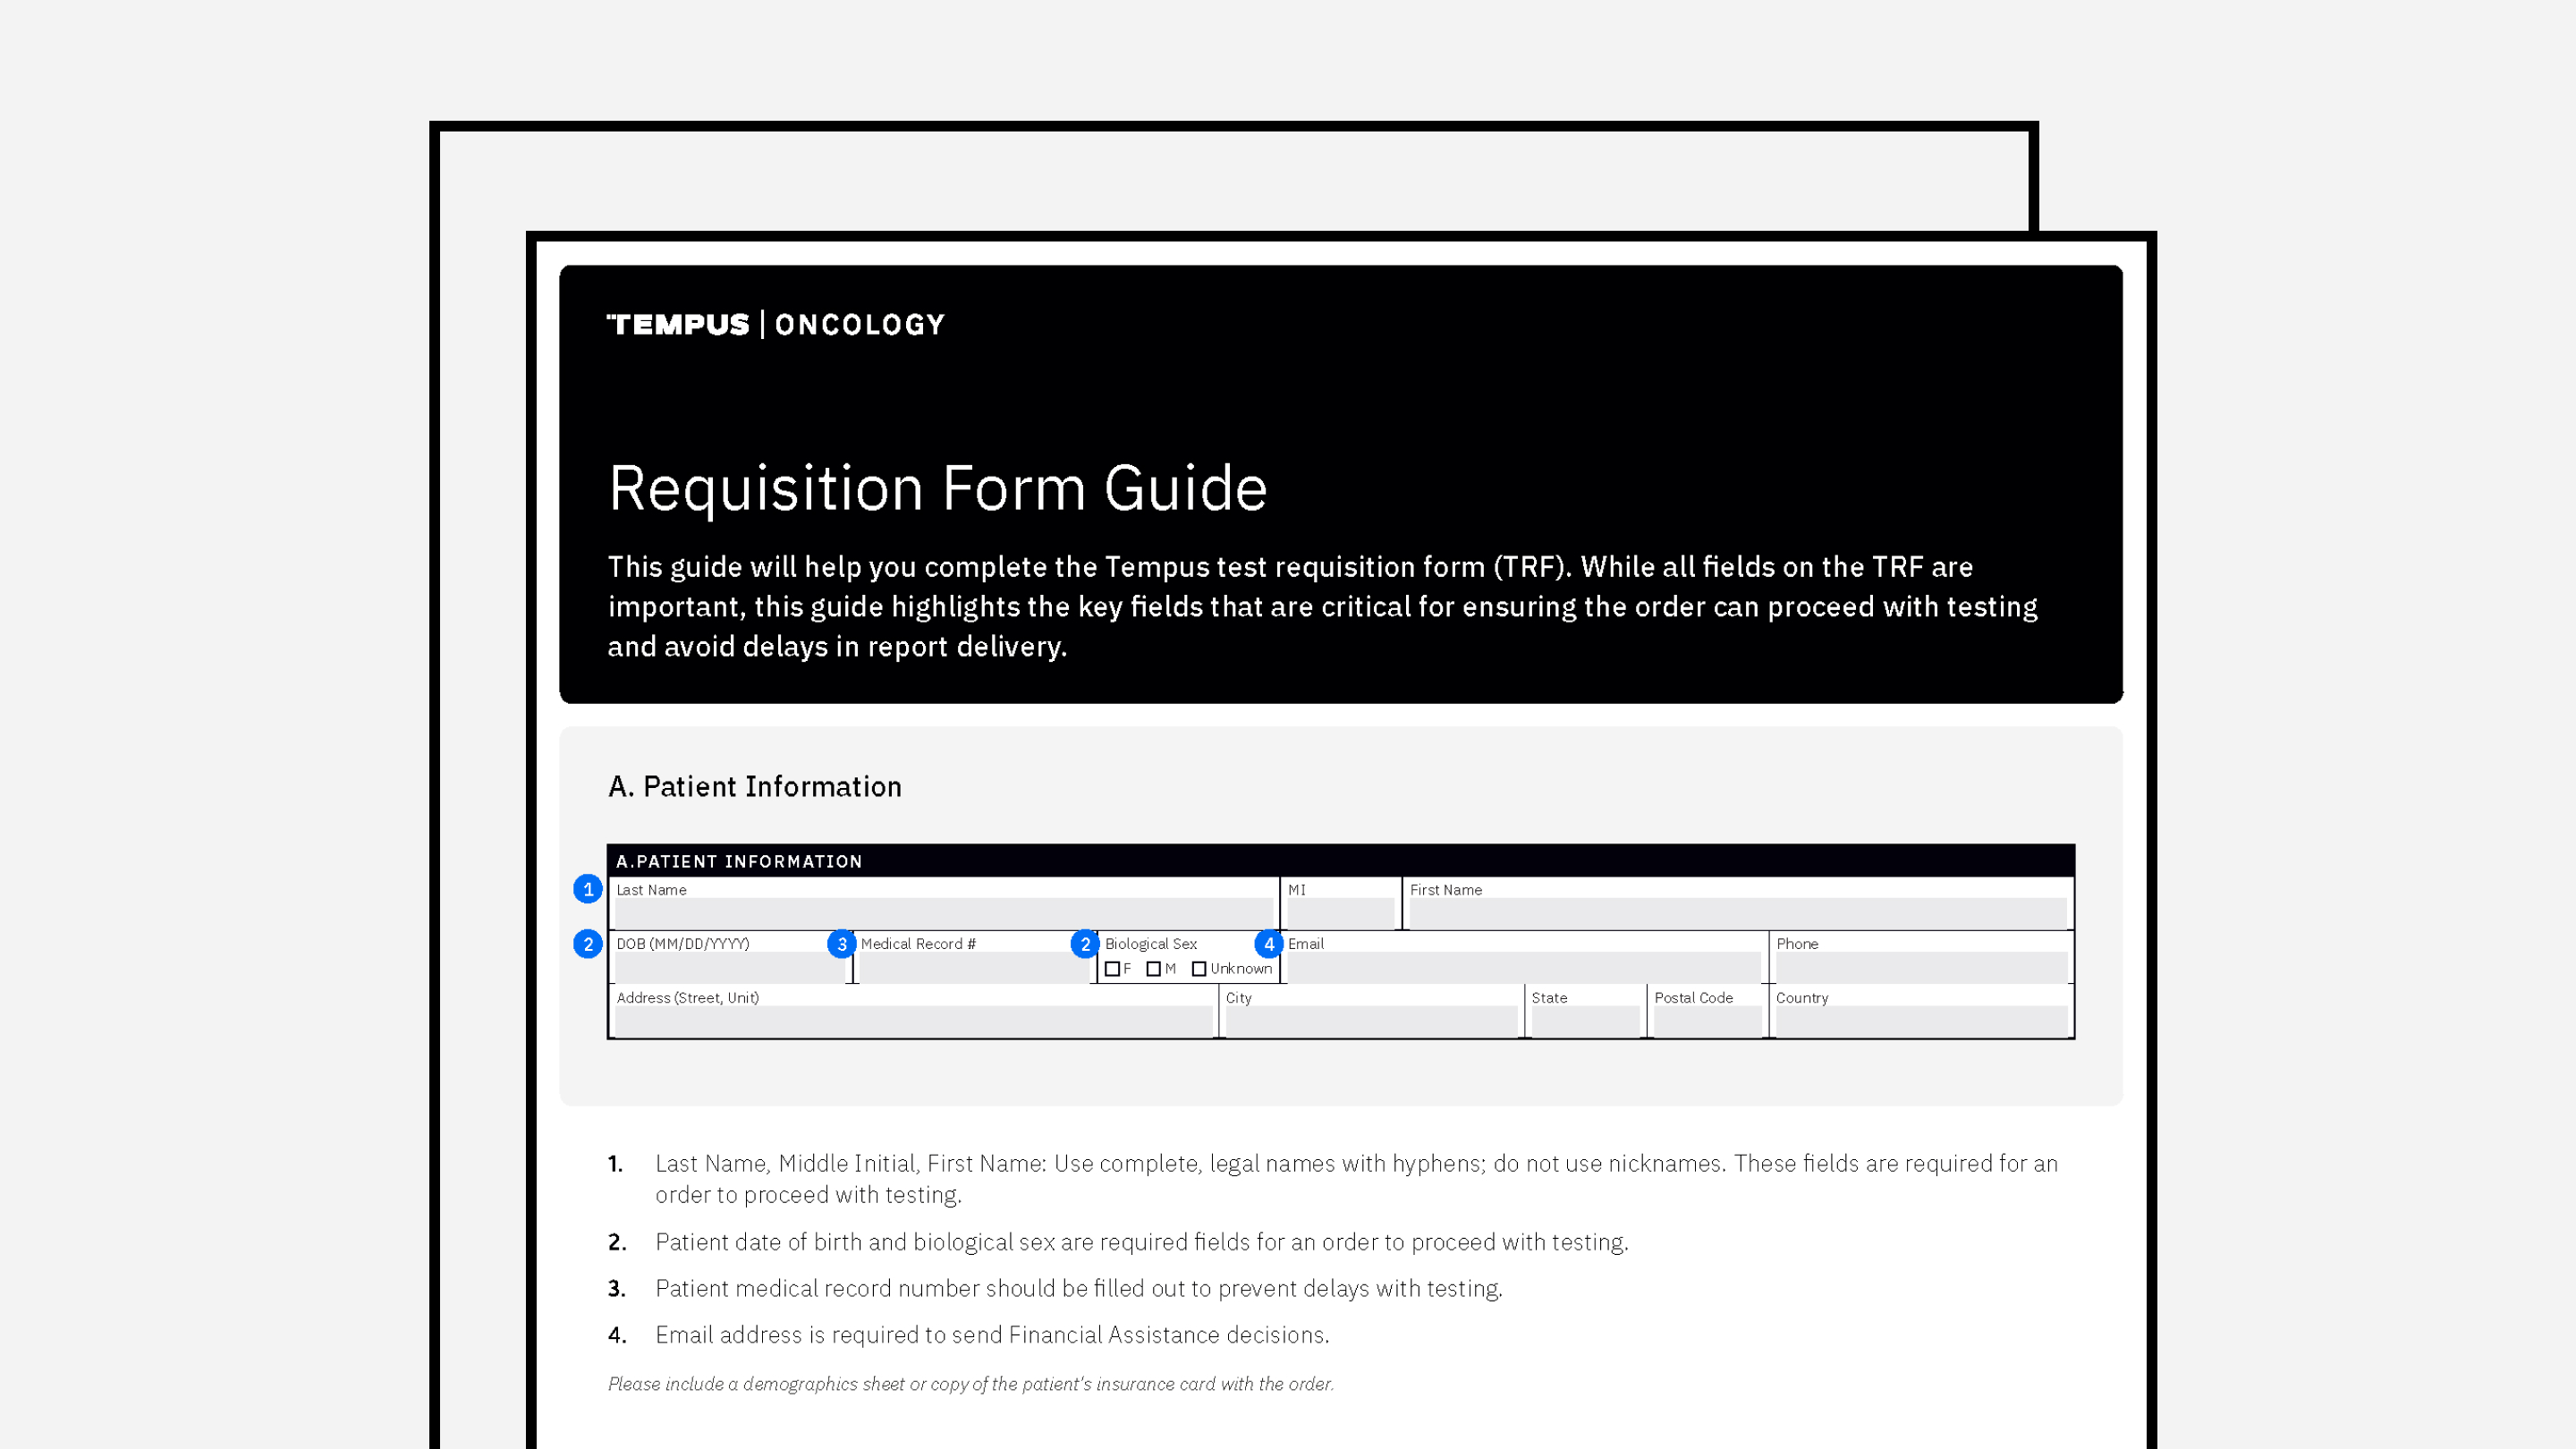 TEMPUS | ONCOLOGY
Requisition Form Guide
This guide will help you complete the Tempus test requisition form (TRF). While all fields on the TRF are
important, this guide highlights the key fields that are critical for ensuring the order can proceed with testing
and avoid delays in report delivery.
A. Patient Information
A.PATIENT INFORMATION
1 Last Name MI First Name
2 DOB (MM/DD/YYYY) 3 Medical Record # 2 Biological Sex 4 Email Phone
F M Unknown
Address (Street, Unit) City State Postal Code Country
1. Last Name, Middle Initial, First Name: Use complete, legal names with hyphens; do not use nicknames. These fields are required for an
order to proceed with testing.
2. Patient date of birth and biological sex are required fields for an order to proceed with testing.
3. Patient medical record number should be filled out to prevent delays with testing.
4. Email address is required to send Financial Assistance decisions.
Please include a demographics sheet or copy of the patient's insurance card with the order.